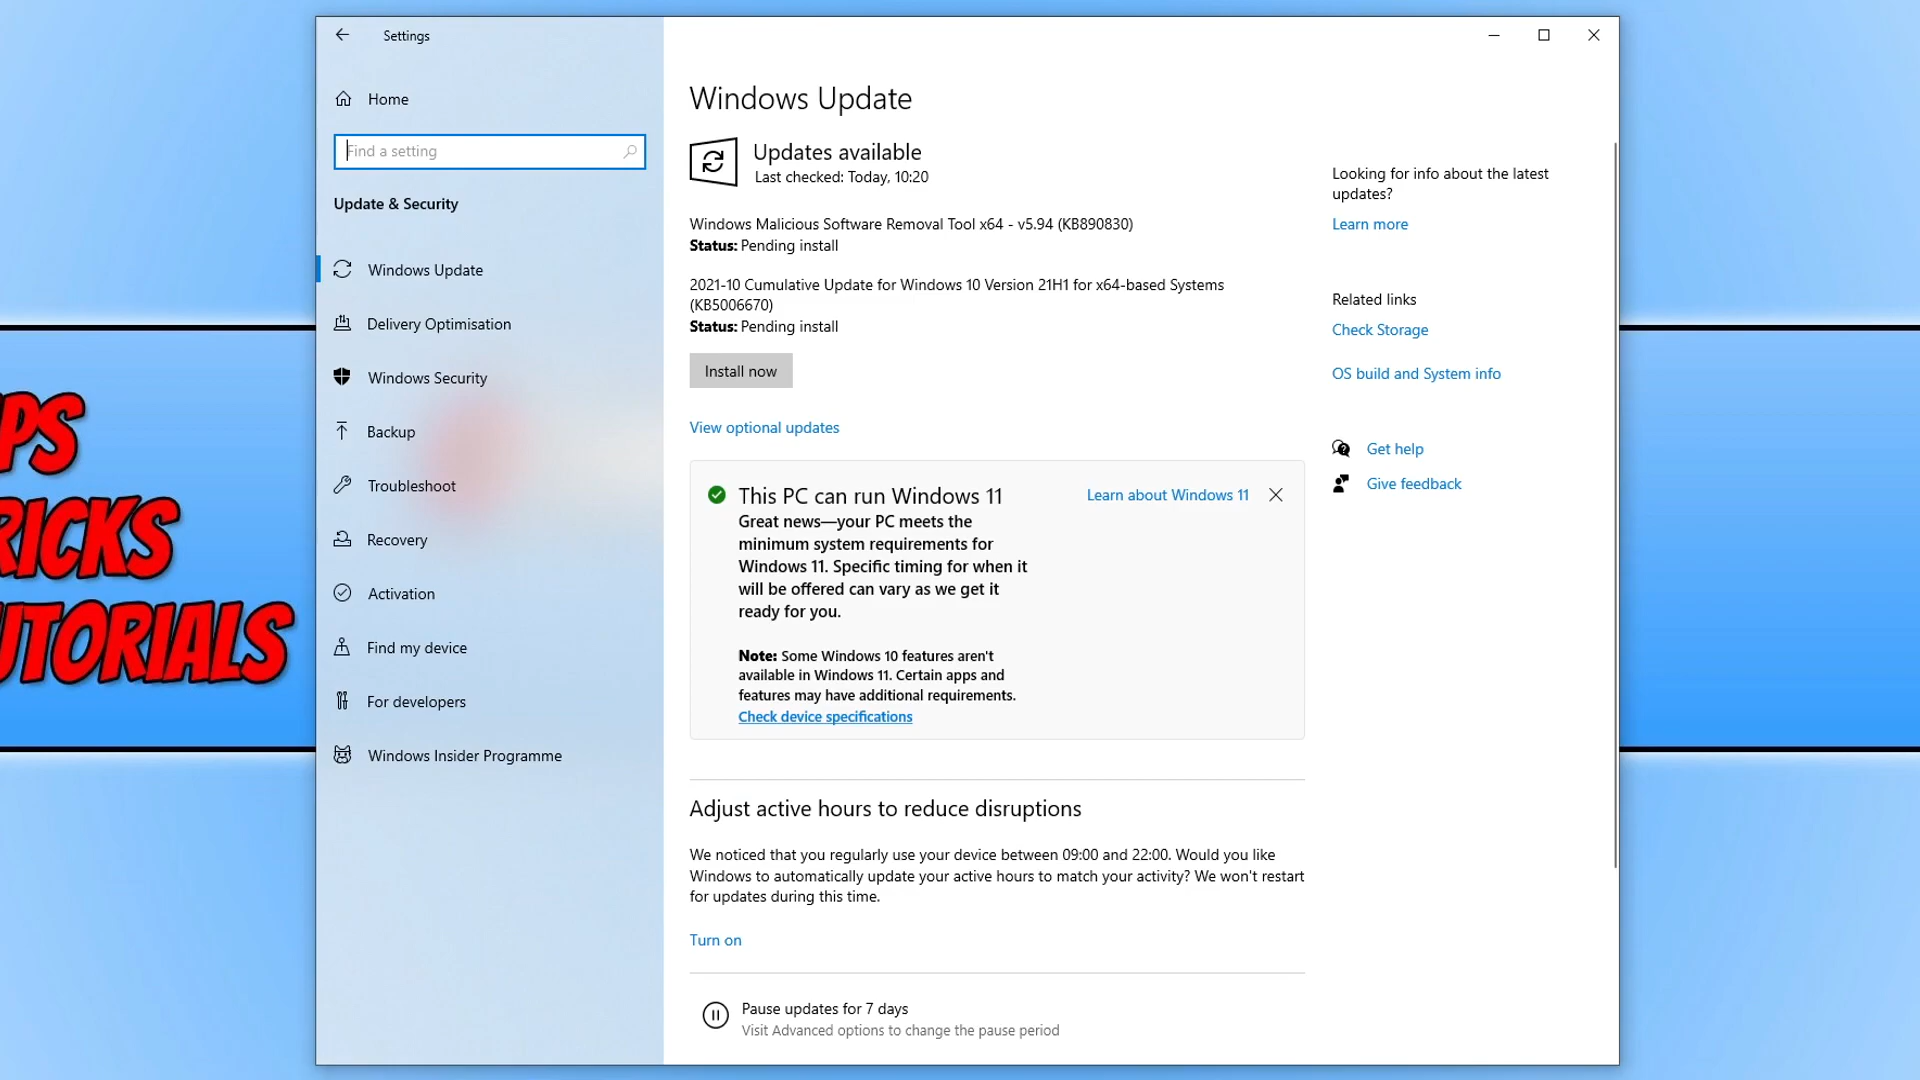 Settings
Home
Find a setting
Update & Security
Windows Update
Delivery Optimisation
Windows Security
Backup
Troubleshoot
Recovery
Activation
Find my device
For developers
Windows Insider Programme
Windows Update
Updates available
Last checked: Today, 10:20
Windows Malicious Software Removal Tool x64 - v5.94 (KB890830)
Status: Pending install
2021-10 Cumulative Update for Windows 10 Version 21H1 for x64-based Systems
(KB5006670)
Status: Pending install
Install now
View optional updates
This PC can run Windows 11
Learn about Windows 11
Great news—your PC meets the
minimum system requirements for
Windows 11. Specific timing for when it
will be offered can vary as we get it
ready for you.
Note: Some Windows 10 features aren't
available in Windows 11. Certain apps and
features may have additional requirements.
Check device specifications
Adjust active hours to reduce disruptions
We noticed that you regularly use your device between 09:00 and 22:00. Would you like
Windows to automatically update your active hours to match your activity? We won't restart
for updates during this time.
Turn on
Pause updates for 7 days
Visit Advanced options to change the pause period
Looking for info about the latest
updates?
Learn more
Related links
Check Storage
OS build and System info
Get help
Give feedback
PS
RICKS
UTORIALS